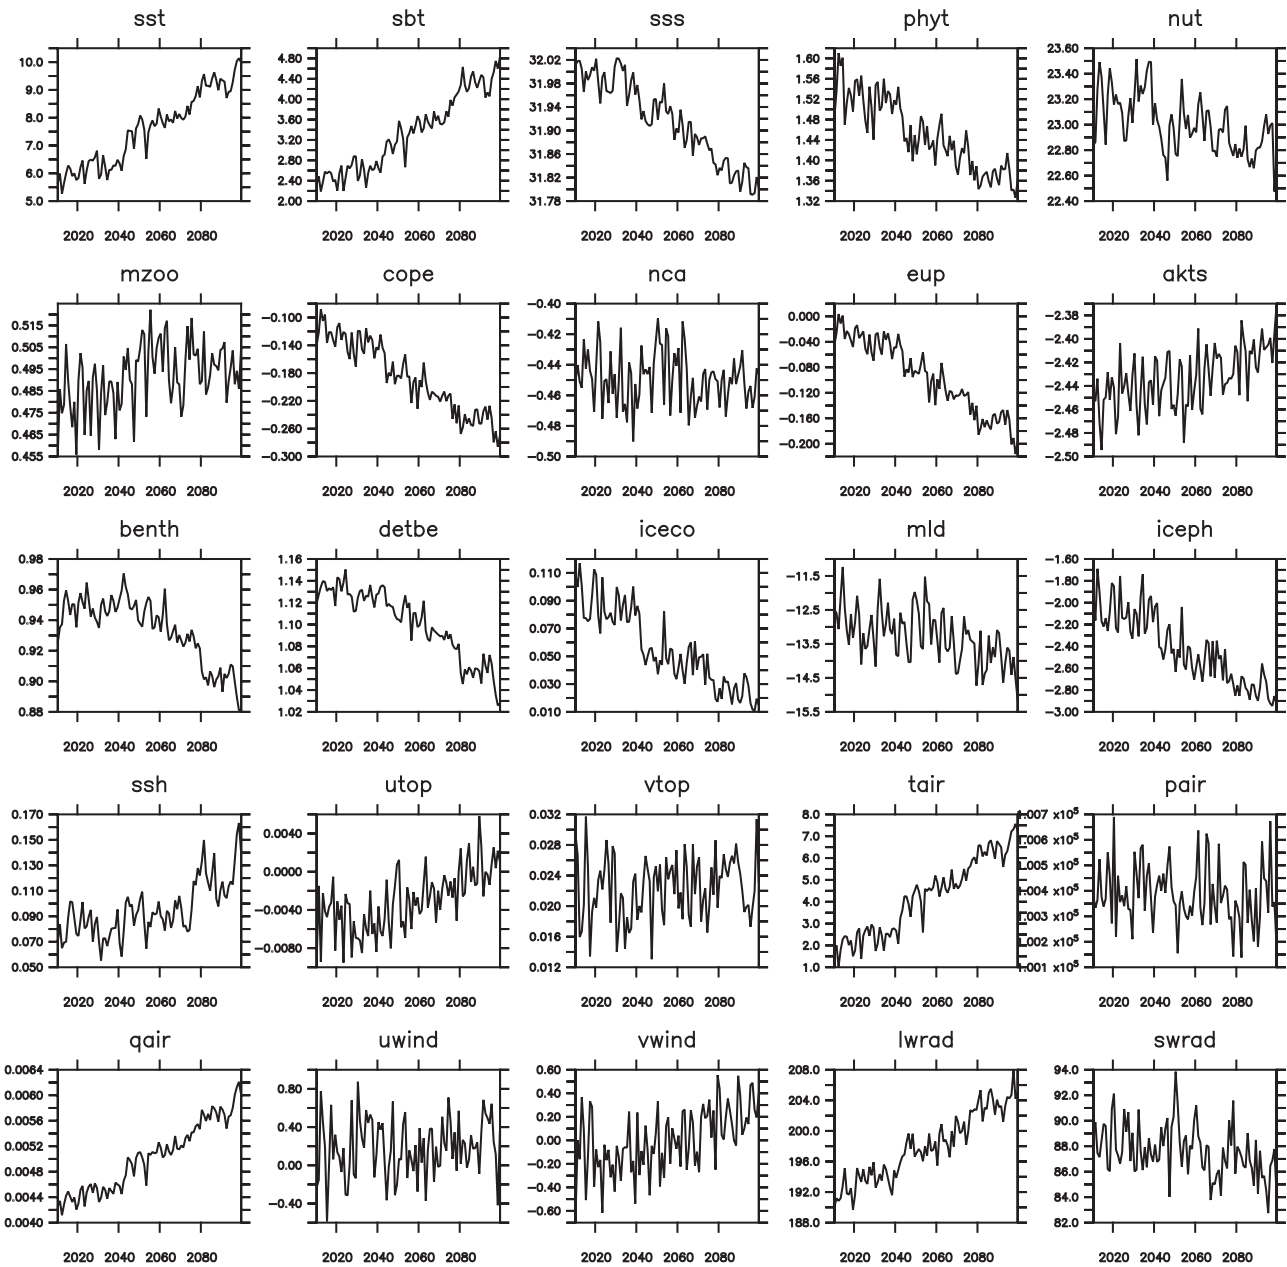 sst
10.0
9.0
8.0
7.0
6.0
5.0
2020 2040 2060 2080
sbt
4.80
4.40
4.00
3.60
3.20
2.80
2.40
2.00
2020 2040 2060 2080
sss
32.02
31.98
31.94
31.90
31.86
31.82
31.78
2020 2040 2060 2080
phyt
1.60
1.56
1.52
1.48
1.44
1.40
1.36
1.32
2020 2040 2060 2080
nut
23.60
23.40
23.20
23.00
22.80
22.60
22.40
2020 2040 2060 2080
mzoo
0.515
0.505
0.495
0.485
0.475
0.465
0.455
2020 2040 2060 2080
cope
−0.100
−0.140
−0.180
−0.220
−0.260
−0.300
2020 2040 2060 2080
nca
−0.40
−0.42
−0.44
−0.46
−0.48
−0.50
2020 2040 2060 2080
eup
0.000
−0.040
−0.080
−0.120
−0.160
−0.200
2020 2040 2060 2080
akts
−2.38
−2.40
−2.42
−2.44
−2.46
−2.48
−2.50
2020 2040 2060 2080
benth
0.98
0.96
0.94
0.92
0.90
0.88
2020 2040 2060 2080
detbe
1.16
1.14
1.12
1.10
1.08
1.06
1.04
1.02
2020 2040 2060 2080
iceco
0.110
0.090
0.070
0.050
0.030
0.010
2020 2040 2060 2080
mld
−11.5
−12.5
−13.5
−14.5
−15.5
2020 2040 2060 2080
iceph
−1.60
−1.80
−2.00
−2.20
−2.40
−2.60
−2.80
−3.00
2020 2040 2060 2080
ssh
0.170
0.150
0.130
0.110
0.090
0.070
0.050
2020 2040 2060 2080
utop
0.0040
0.0000
−0.0040
−0.0080
2020 2040 2060 2080
vtop
0.032
0.028
0.024
0.020
0.016
0.012
2020 2040 2060 2080
tair
8.0
7.0
6.0
5.0
4.0
3.0
2.0
1.0
2020 2040 2060 2080
pair
1.007 x10⁵
1.006 x10⁵
1.005 x10⁵
1.004 x10⁵
1.003 x10⁵
1.002 x10⁵
1.001 x10⁵
2020 2040 2060 2080
qair
0.0064
0.0060
0.0056
0.0052
0.0048
0.0044
0.0040
2020 2040 2060 2080
uwind
0.80
0.40
0.00
−0.40
2020 2040 2060 2080
vwind
0.60
0.40
0.20
0.00
−0.20
−0.40
−0.60
2020 2040 2060 2080
lwrad
208.0
204.0
200.0
196.0
192.0
188.0
2020 2040 2060 2080
swrad
94.0
92.0
90.0
88.0
86.0
84.0
82.0
2020 2040 2060 2080